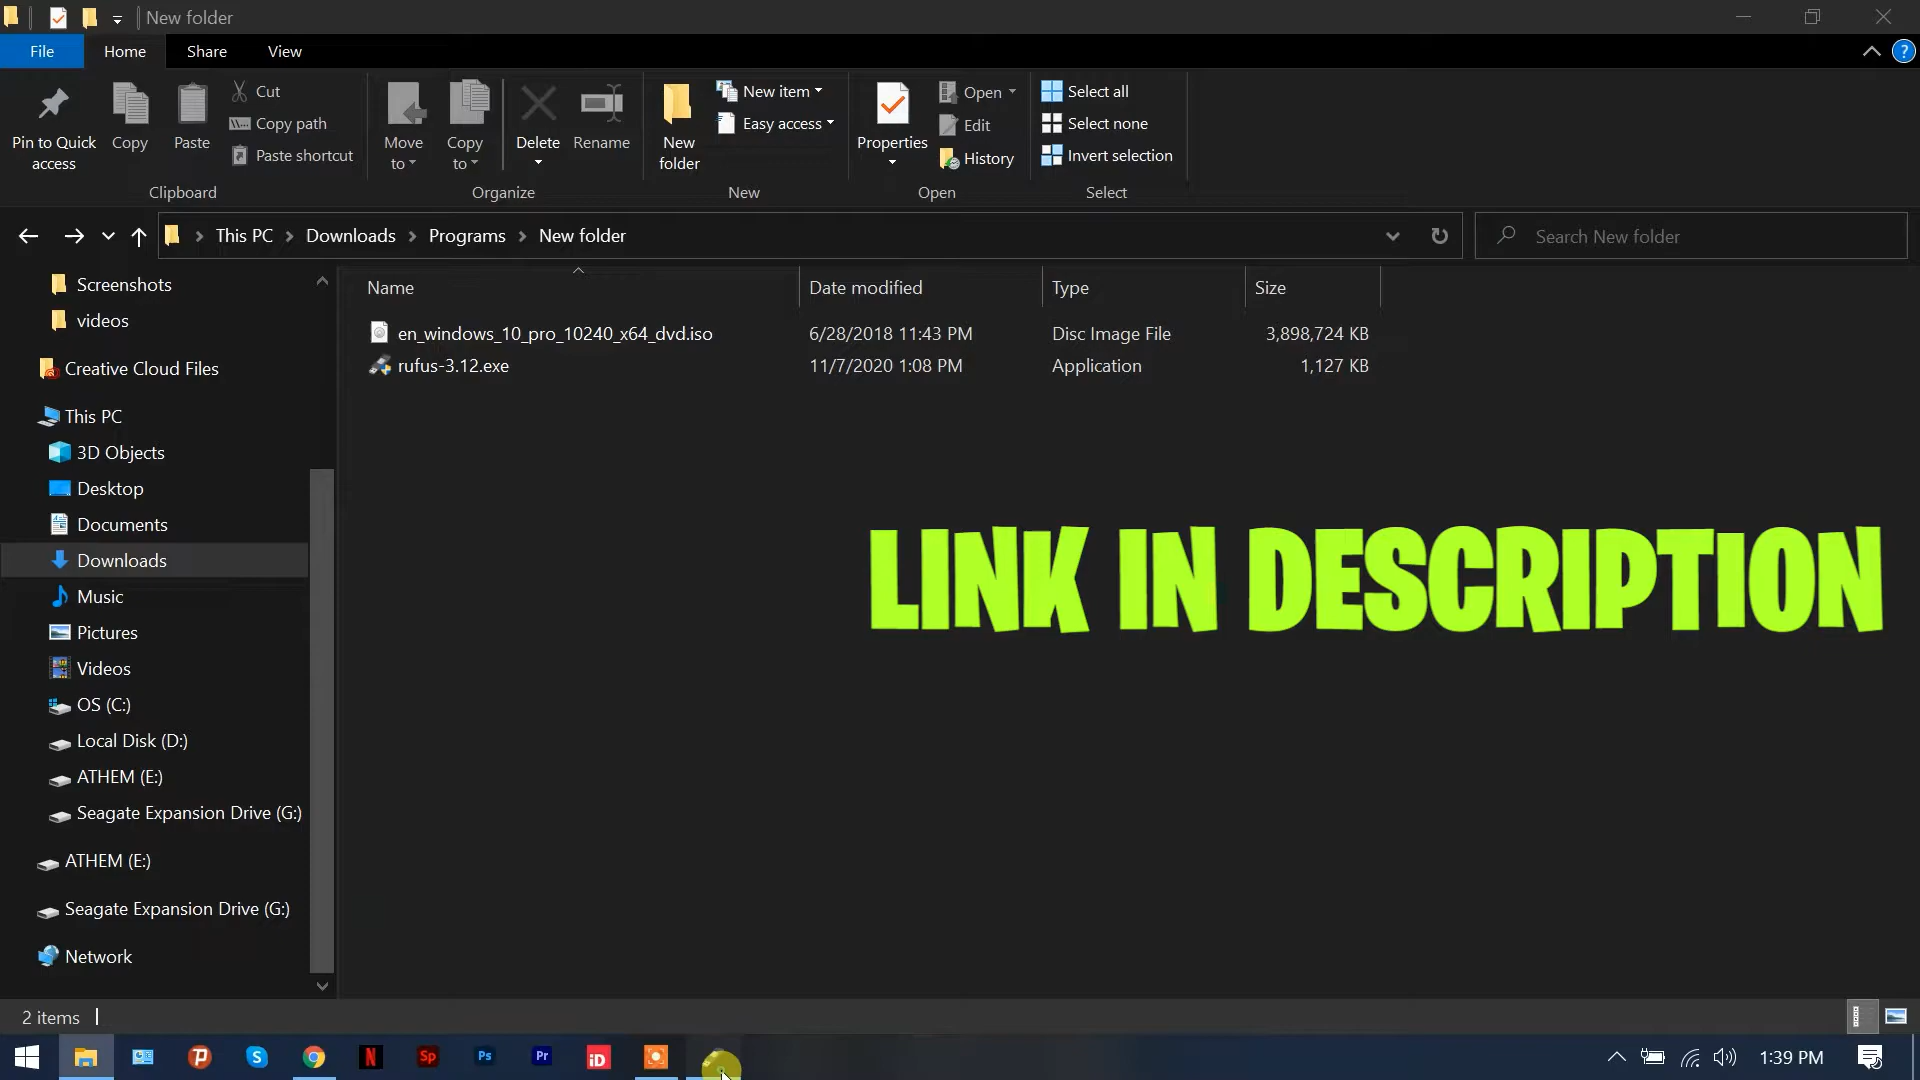 New folder
File Home Share View
Pin to Quick access
Copy
Paste
Cut
Copy path
Paste shortcut
Clipboard
Move to
Copy to
Delete
Rename
Organize
New folder
New item
Easy access
New
Properties
Open
Edit
History
Open
Select all
Select none
Invert selection
Select
This PC > Downloads > Programs > New folder
Search New folder
Screenshots
videos
Creative Cloud Files
This PC
3D Objects
Desktop
Documents
Downloads
Music
Pictures
Videos
OS (C:)
Local Disk (D:)
ATHEM (E:)
Seagate Expansion Drive (G:)
ATHEM (E:)
Seagate Expansion Drive (G:)
Network
Name Date modified Type Size
en_windows_10_pro_10240_x64_dvd.iso 6/28/2018 11:43 PM Disc Image File 3,898,724 KB
rufus-3.12.exe 11/7/2020 1:08 PM Application 1,127 KB
LINK IN DESCRIPTION
2 items
N Sp Ps Pr iD
1:39 PM